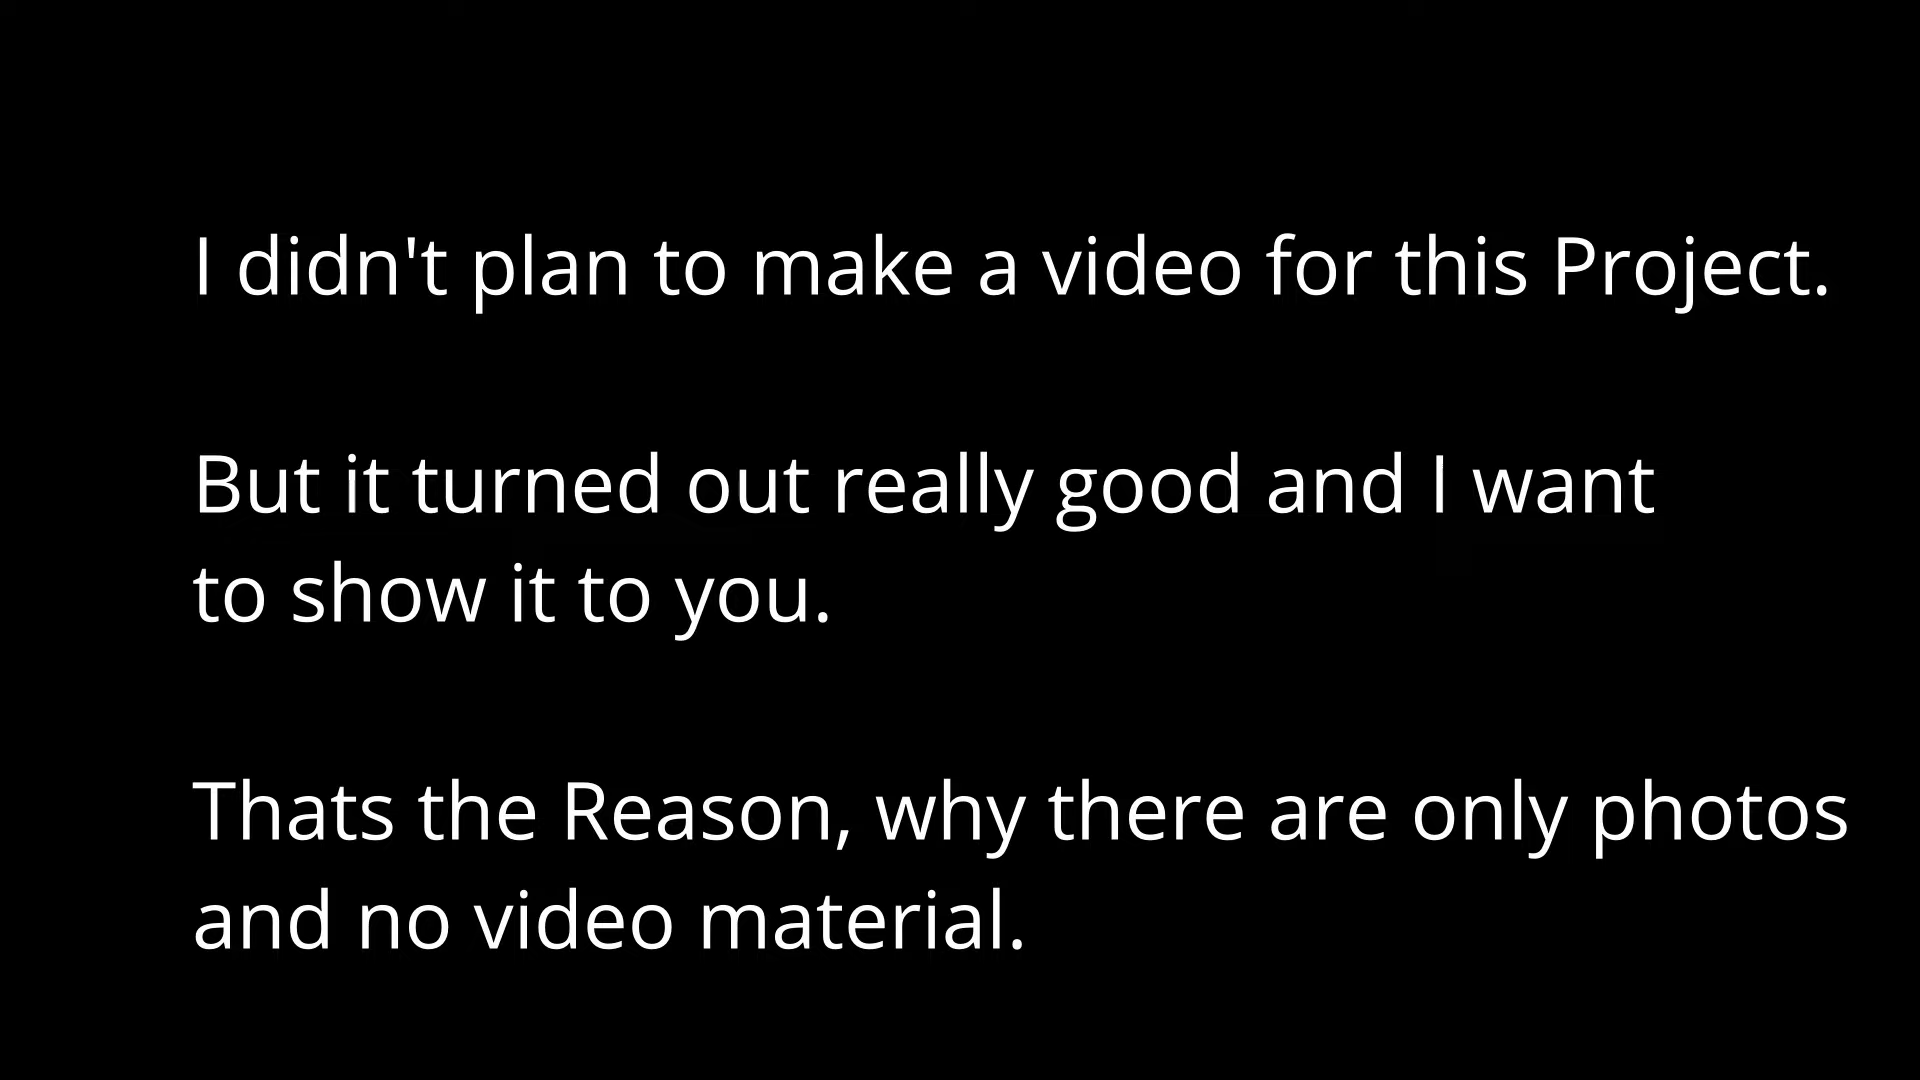 I didn't plan to make a video for this Project.
But it turned out really good and I want
to show it to you.
Thats the Reason, why there are only photos
and no video material.